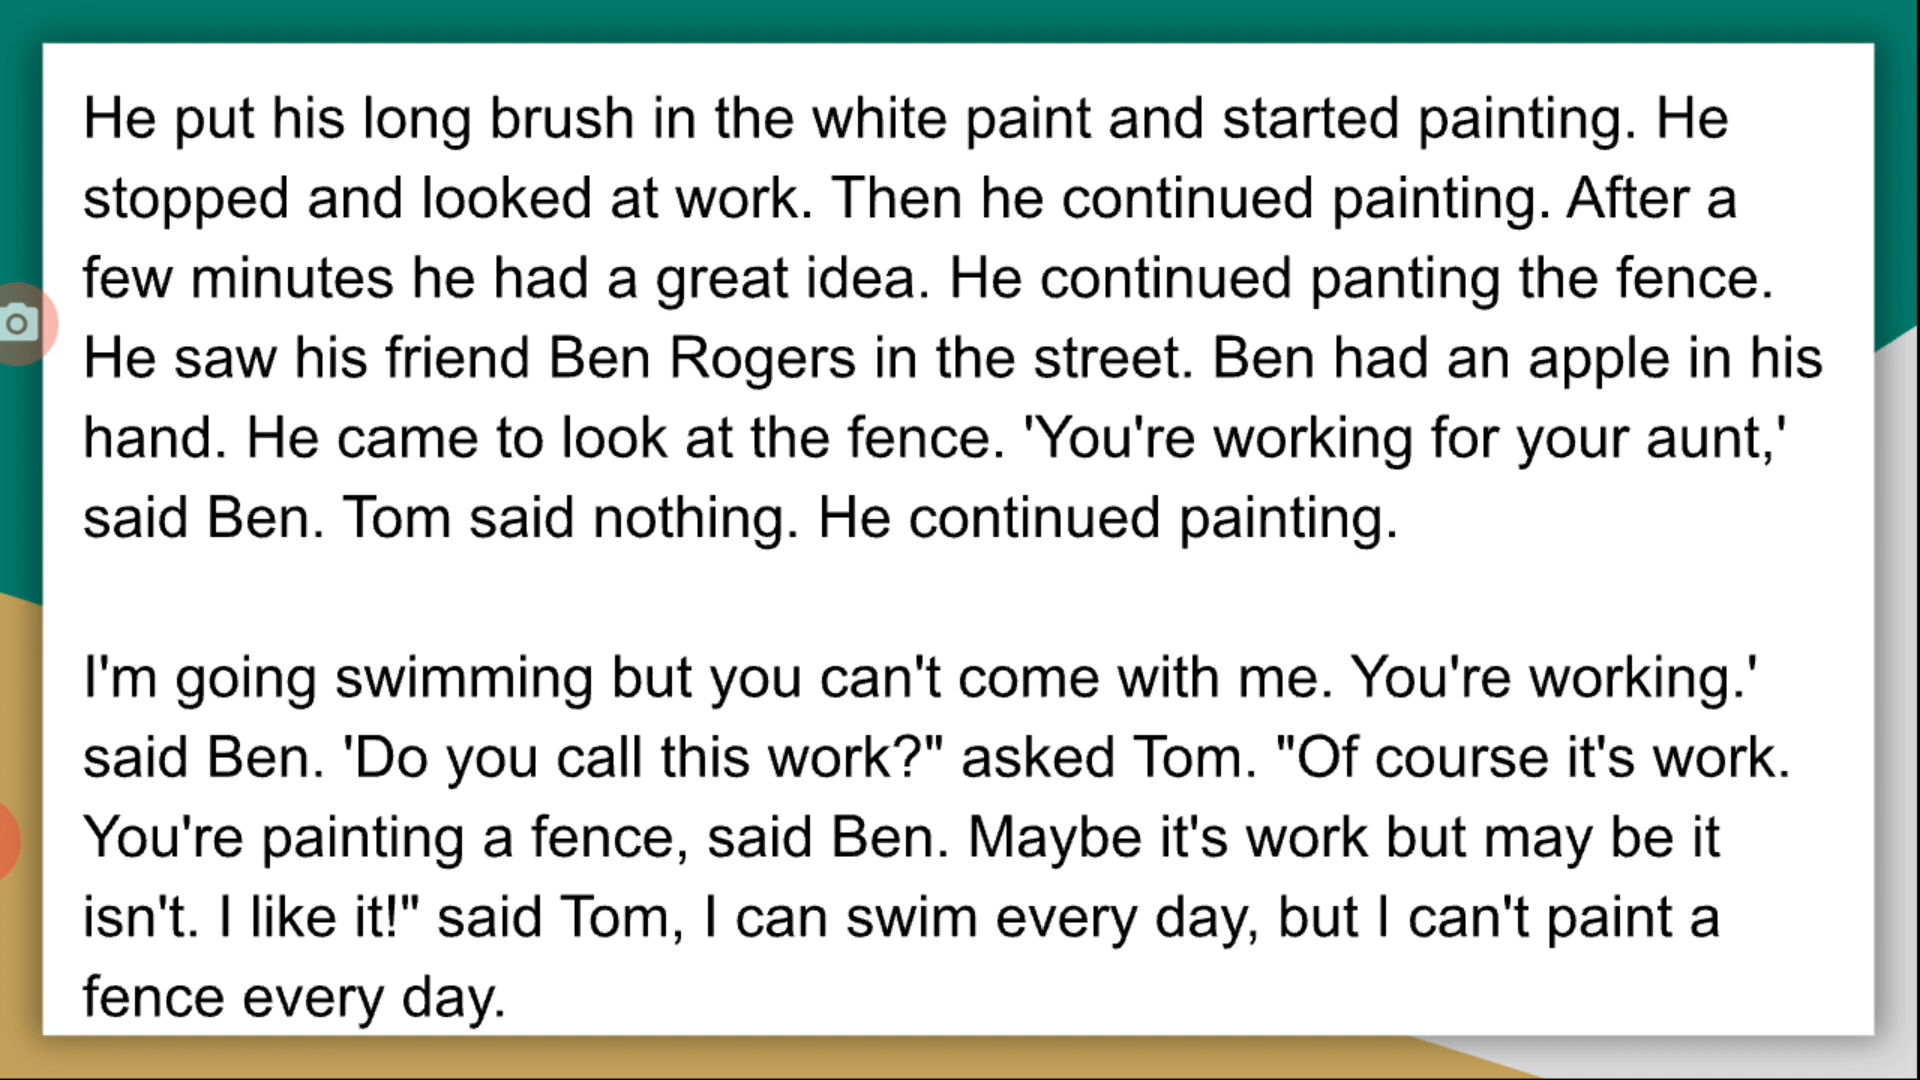 He put his long brush in the white paint and started painting. He
stopped and looked at work. Then he continued painting. After a
few minutes he had a great idea. He continued panting the fence.
He saw his friend Ben Rogers in the street. Ben had an apple in his
hand. He came to look at the fence. 'You're working for your aunt,'
said Ben. Tom said nothing. He continued painting.
I'm going swimming but you can't come with me. You're working.'
said Ben. 'Do you call this work?" asked Tom. "Of course it's work.
You're painting a fence, said Ben. Maybe it's work but may be it
isn't. I like it!" said Tom, I can swim every day, but I can't paint a
fence every day.